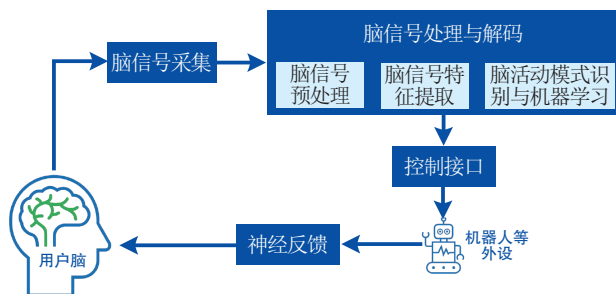 脑信号处理与解码
脑信号采集
脑信号
预处理
脑信号特
征提取
脑活动模式识
别与机器学习
控制接口
机器人等
外设
神经反馈
用户脑